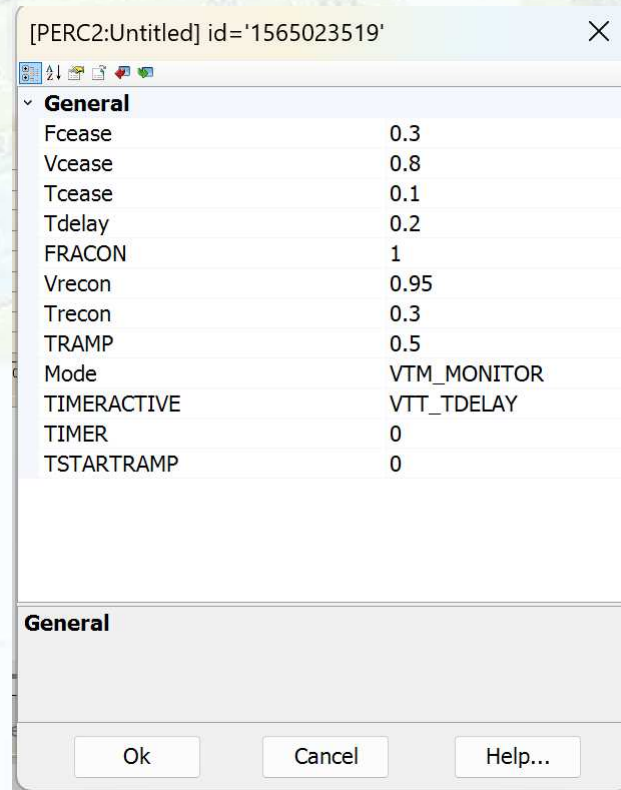 [PERC2:Untitled] id='1565023519'
General
Fcease 0.3
Vcease 0.8
Tcease 0.1
Tdelay 0.2
FRACON 1
Vrecon 0.95
Trecon 0.3
TRAMP 0.5
Mode VTM_MONITOR
TIMERACTIVE VTT_TDELAY
TIMER 0
TSTARTRAMP 0
General
Ok Cancel Help...